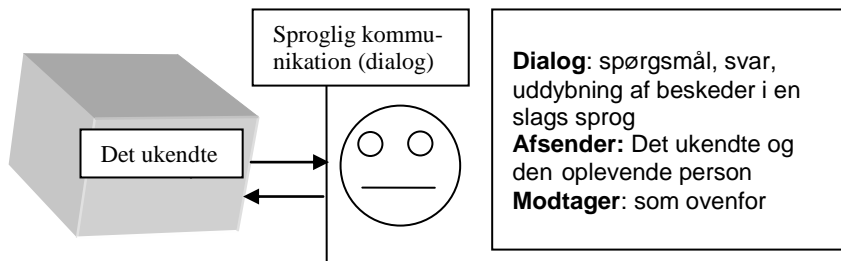 Sproglig kommu-
nikation (dialog)
Det ukendte
Dialog: spørgsmål, svar,
uddybning af beskeder i en
slags sprog
Afsender: Det ukendte og
den oplevende person
Modtager: som ovenfor